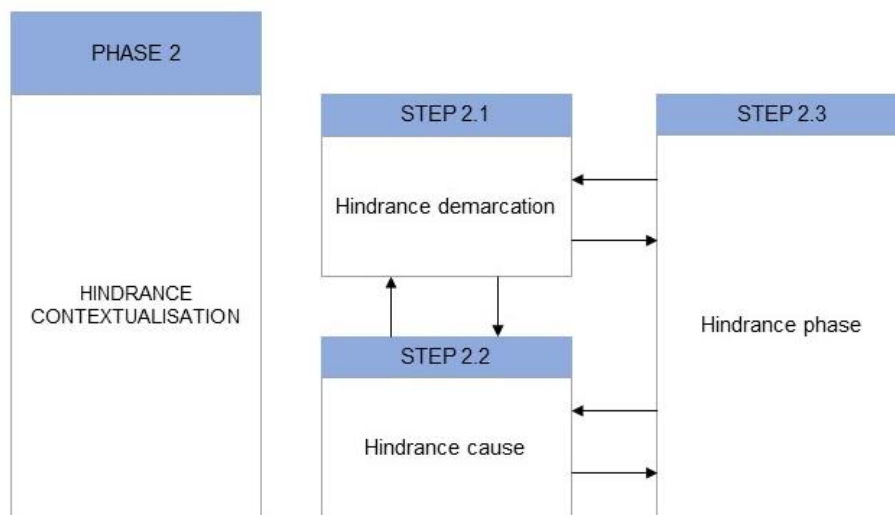 PHASE 2
HINDRANCE
CONTEXTUALISATION
STEP 2.1
Hindrance demarcation
STEP 2.2
Hindrance cause
STEP 2.3
Hindrance phase